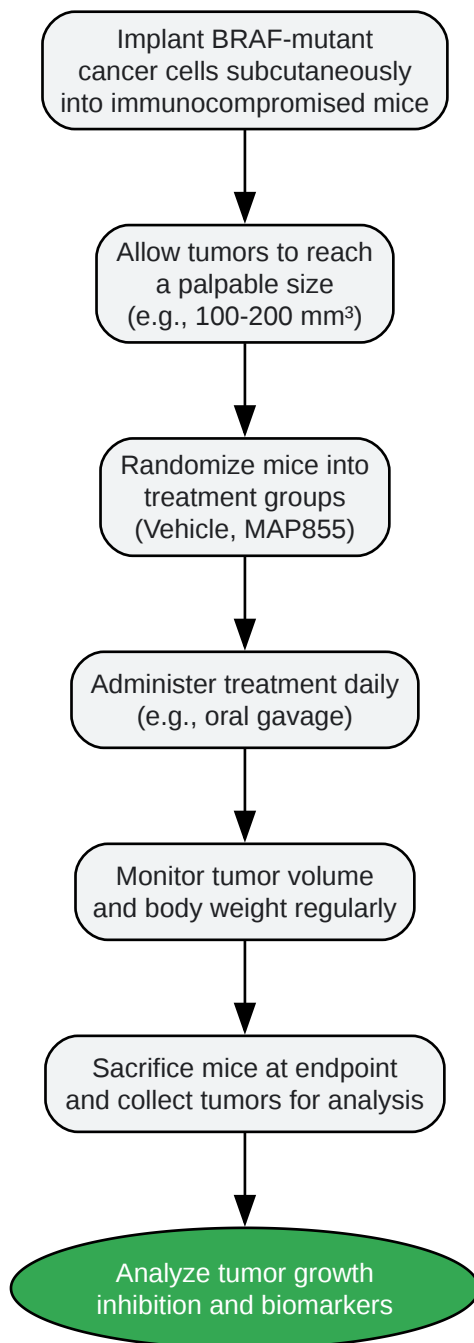 Implant BRAF-mutant
cancer cells subcutaneously
into immunocompromised mice
Allow tumors to reach
a palpable size
(e.g., 100-200 mm³)
Randomize mice into
treatment groups
(Vehicle, MAP855)
Administer treatment daily
(e.g., oral gavage)
Monitor tumor volume
and body weight regularly
Sacrifice mice at endpoint
and collect tumors for analysis
Analyze tumor growth
inhibition and biomarkers